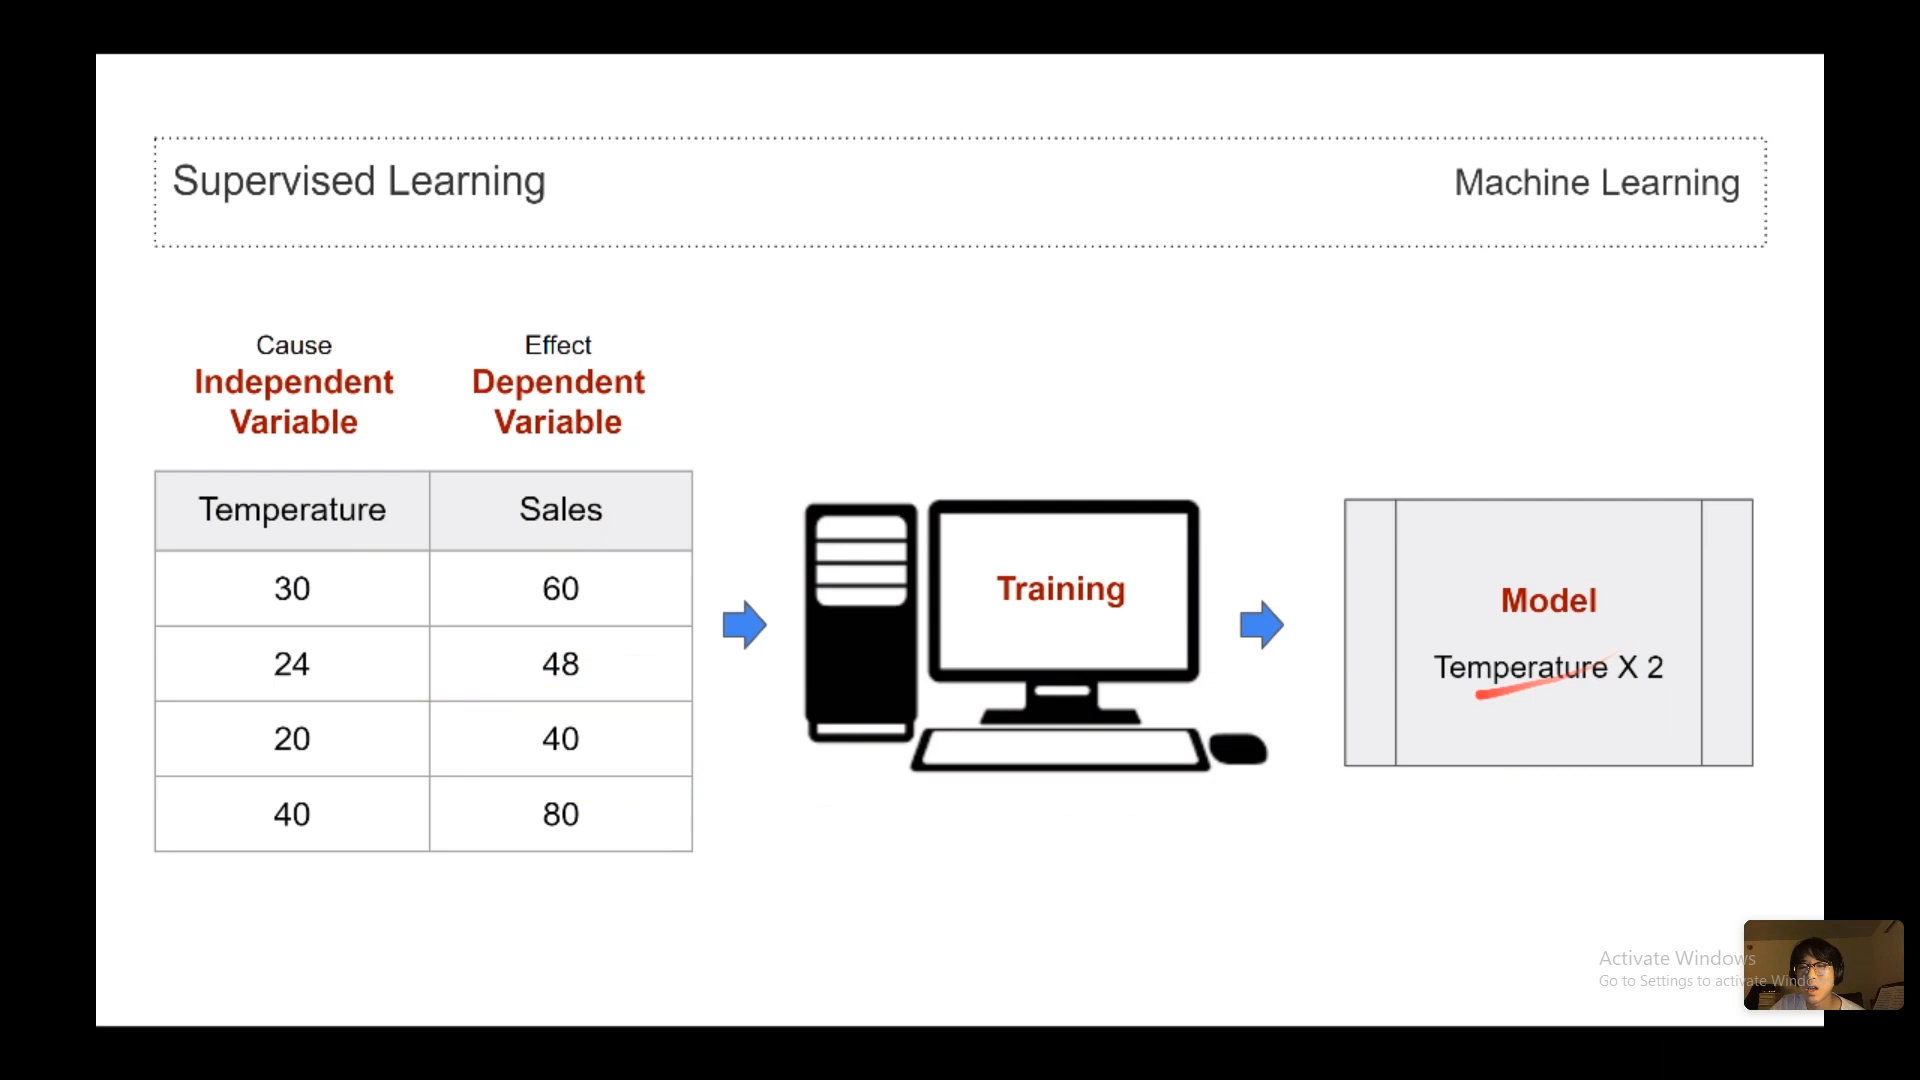 Supervised Learning
Machine Learning
Cause
Independent
Variable
Effect
Dependent
Variable
Temperature Sales
30 60
24 48
20 40
40 80
Training
Model
Temperature X 2
Activate Windows
Go to Settings to activate Windo